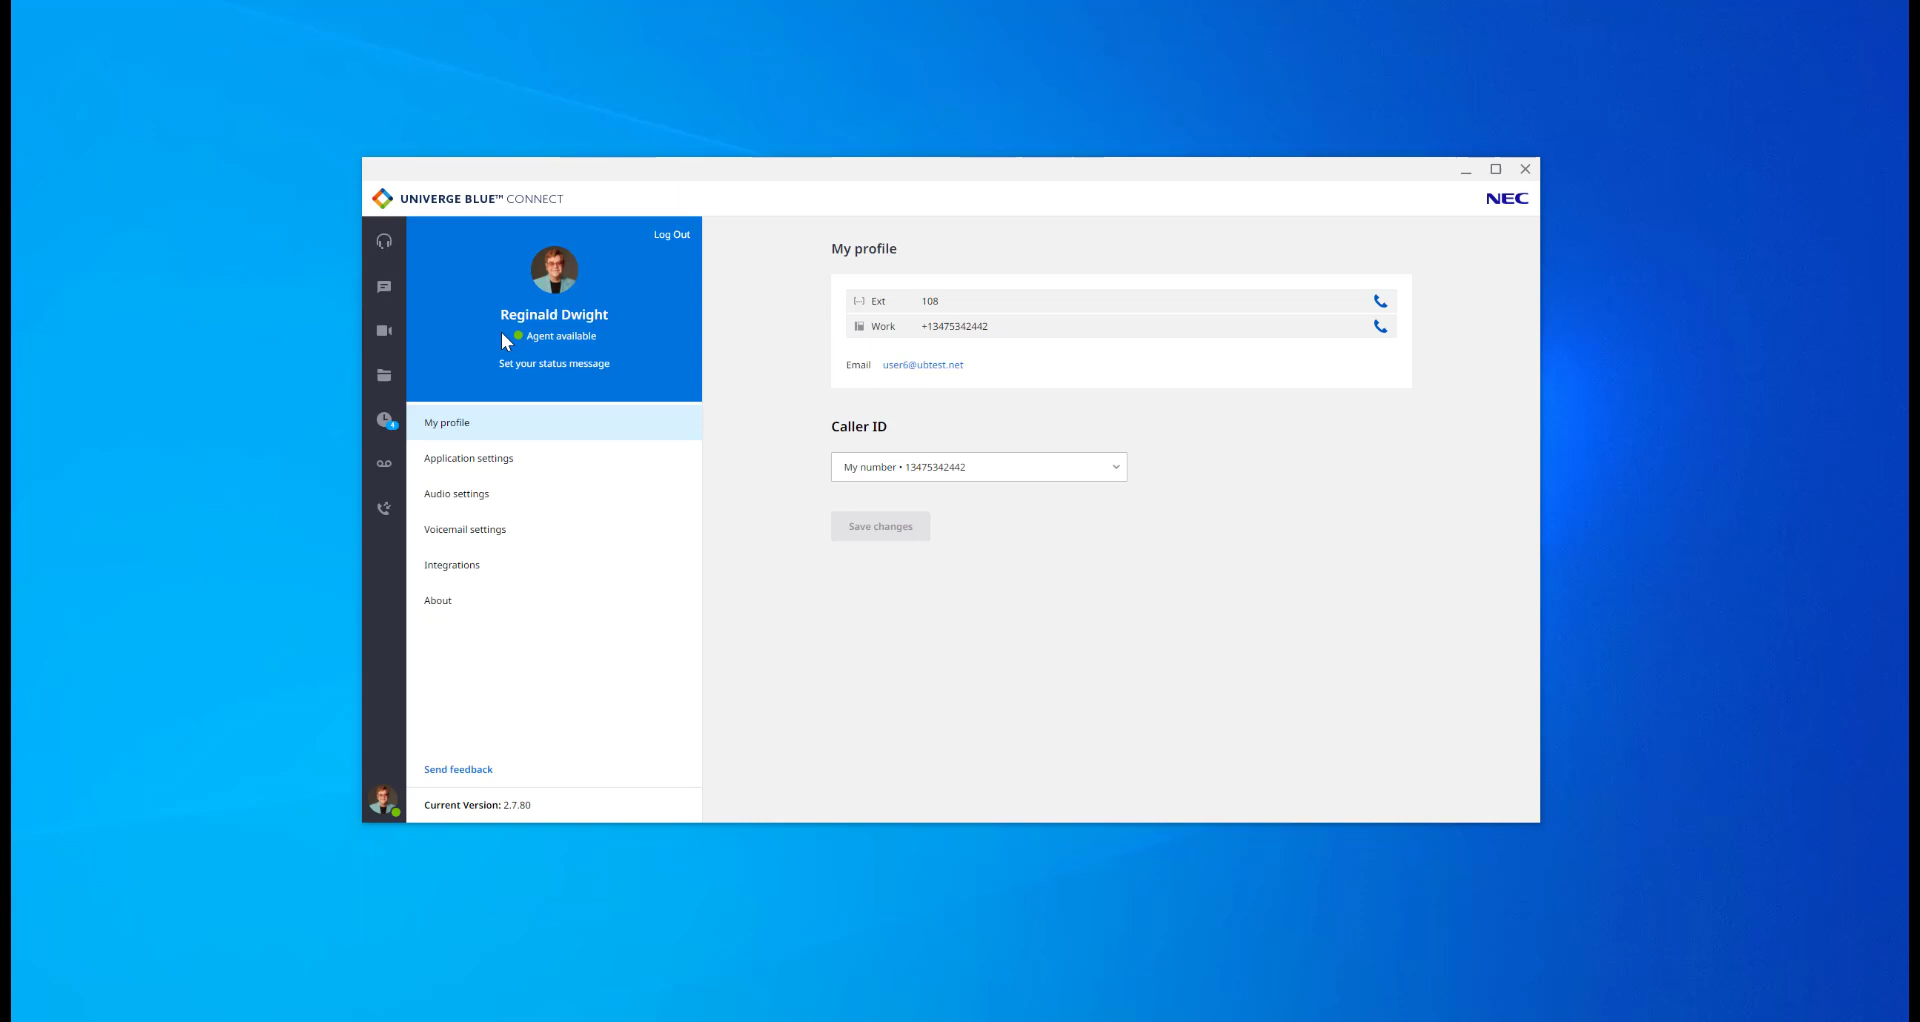 UNIVERGE BLUE™ CONNECT
NEC
Log Out
Reginald Dwight
Agent available
Set your status message
My profile
Application settings
Audio settings
Voicemail settings
Integrations
About
Send feedback
Current Version: 2.7.80
4
My profile
Ext 108
Work +13475342442
Email user6@ubtest.net
Caller ID
My number • 13475342442
Save changes